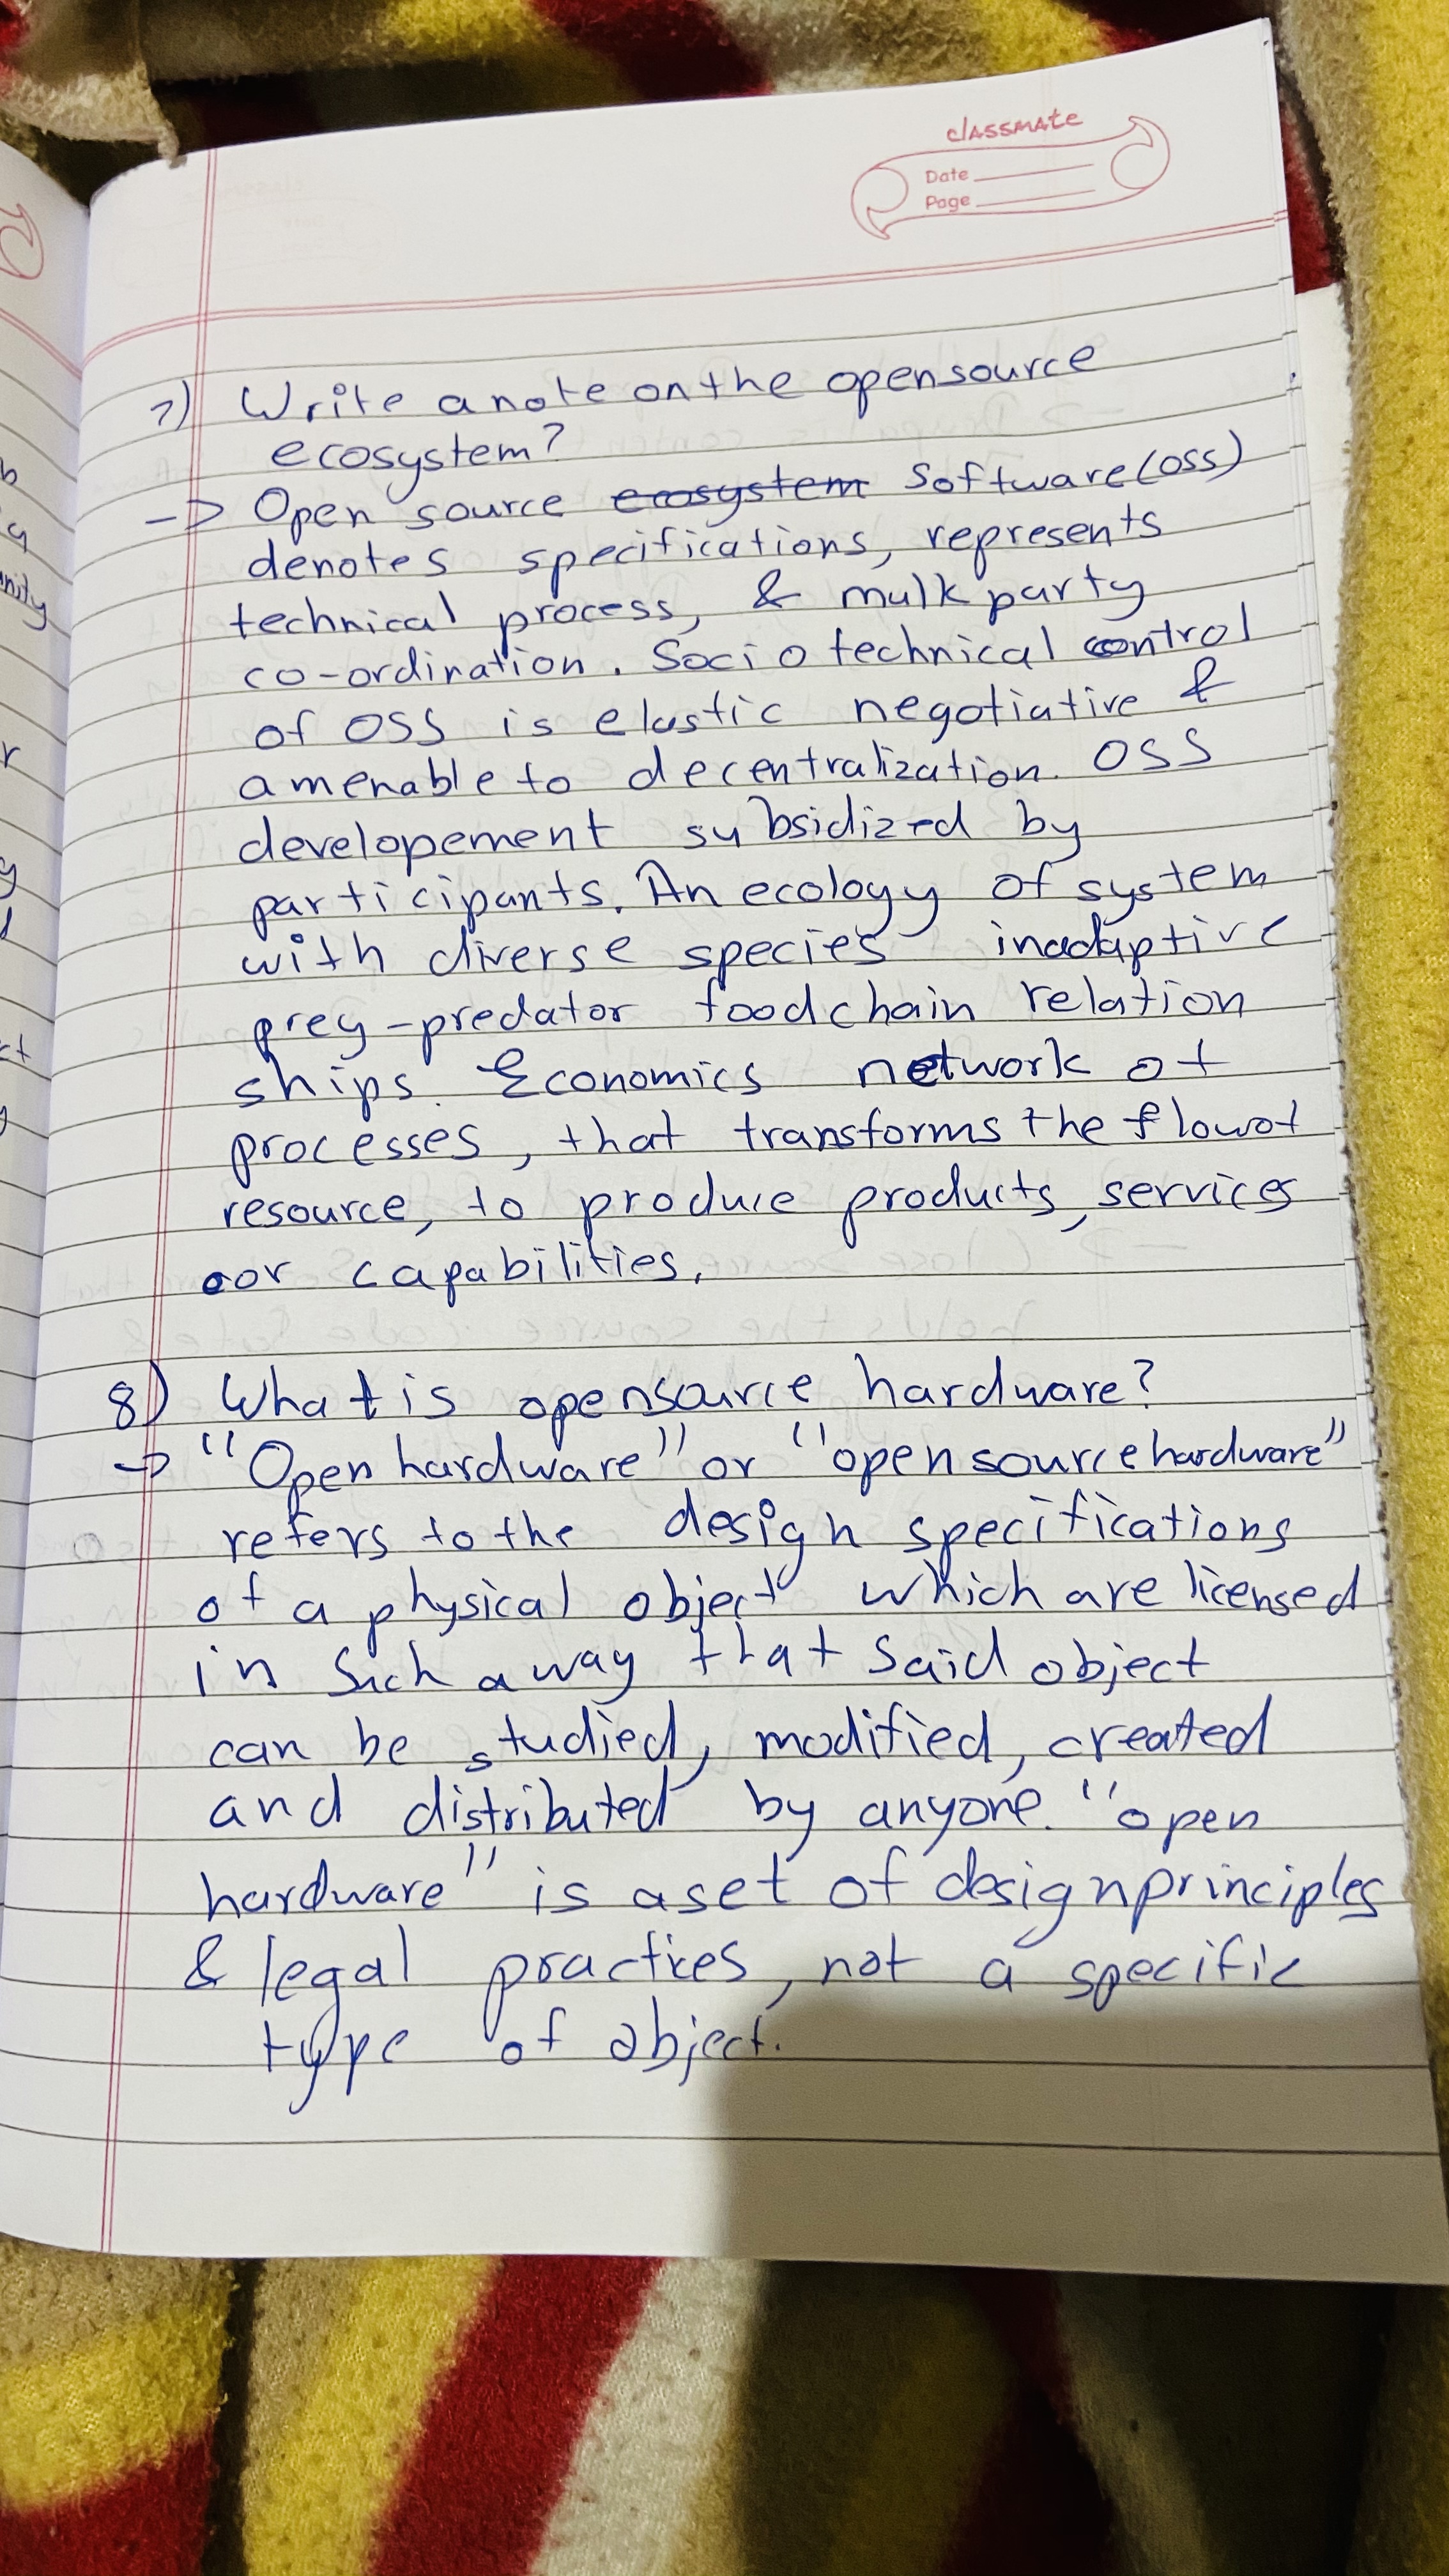 classmate
Date
Page
7) Write a note on the opensource
ecosystem?
-> Open source ecosystem Software (OSS)
denotes specifications, represents
technical process, & mulk party
co-ordination. Socio technical control
of OSS is elastic negotiative &
amenable to decentralization. OSS
developement subsidized by
participants. An ecology of system
with diverse species inadaptive
prey-predator foodchain relation
ships. Economics network of
processes, that transforms the flow of
resource, to produce products, services
or capabilities.
8) What is opensource hardware?
-> "Open hardware" or "open source hardware"
refers to the design specifications
of a physical object which are licensed
in such a way that said object
can be studied, modified, created
and distributed by anyone. "open
hardware" is a set of design principles
& legal practices, not a specific
type of object.